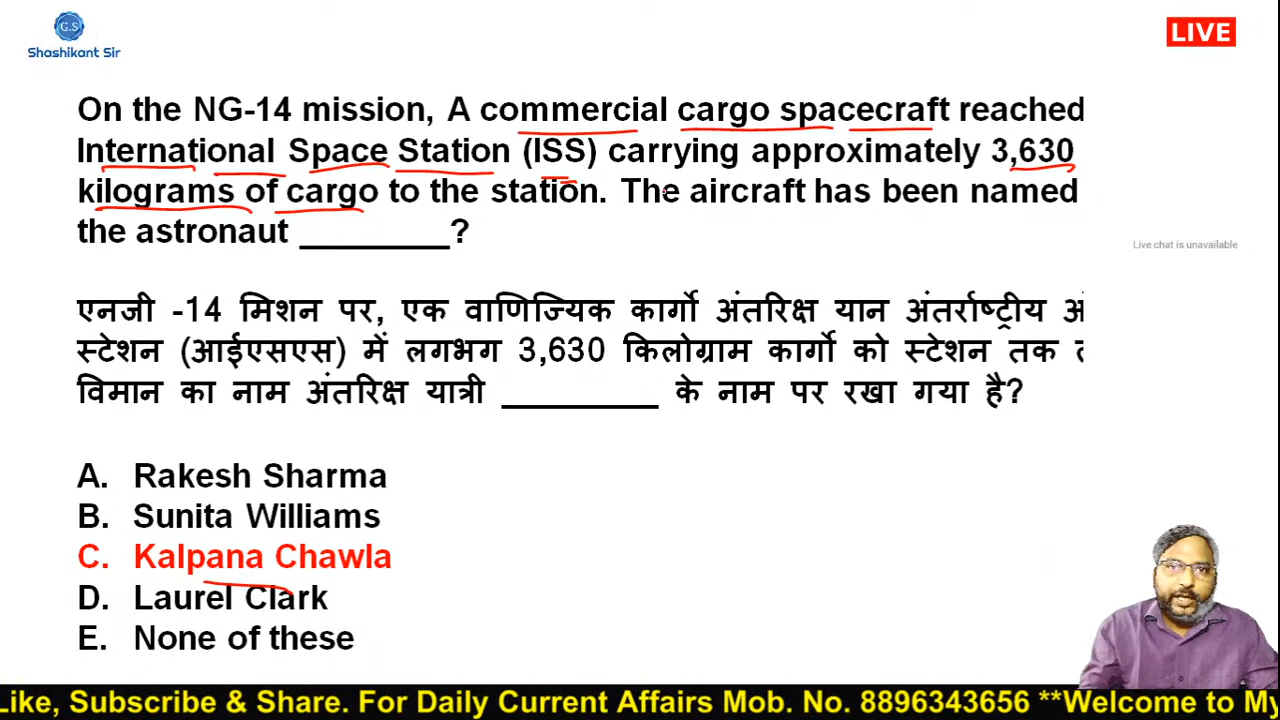 G.S
Shashikant Sir
LIVE
On the NG-14 mission, A commercial cargo spacecraft reached
International Space Station (ISS) carrying approximately 3,630
kilograms of cargo to the station. The aircraft has been named
the astronaut ________?
Live chat is unavailable
एनजी -14 मिशन पर, एक वाणिज्यिक कार्गो अंतरिक्ष यान अंतर्राष्ट्रीय
स्टेशन (आईएसएस) में लगभग 3,630 किलोग्राम कार्गो को स्टेशन तक
विमान का नाम अंतरिक्ष यात्री ________ के नाम पर रखा गया है?
A. Rakesh Sharma
B. Sunita Williams
C. Kalpana Chawla
D. Laurel Clark
E. None of these
Like, Subscribe & Share. For Daily Current Affairs Mob. No. 8896343656 **Welcome to My